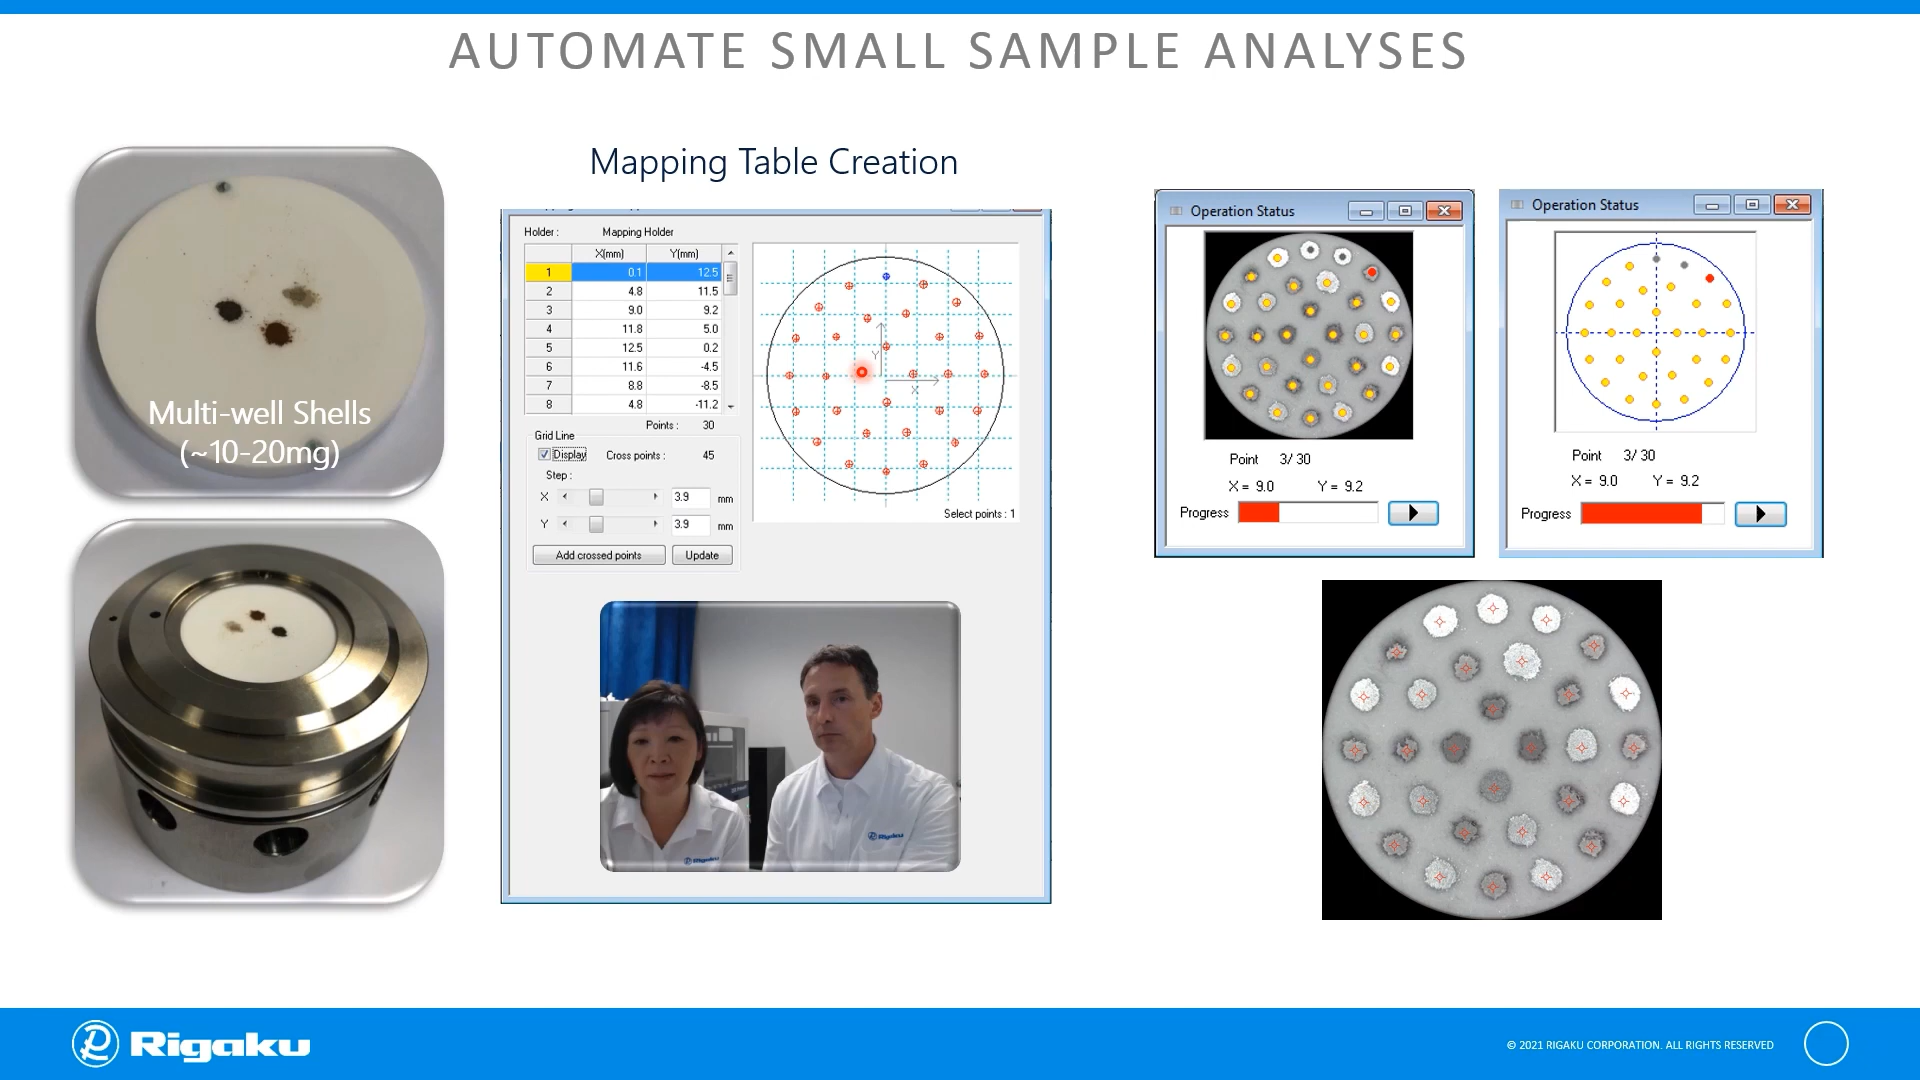 AUTOMATE SMALL SAMPLE ANALYSES
Multi-well Shells
(~10-20mg)
Mapping Table Creation
Holder : Mapping Holder
X(mm) Y(mm)
1 0.1 12.5
2 4.8 11.5
3 9.0 9.2
4 11.8 5.0
5 12.5 0.2
6 11.6 -4.5
7 8.8 -8.5
8 4.8 -11.2
Points : 30
Grid Line
Display Cross points : 45
Step :
X 3.9 mm
Y 3.9 mm
Add crossed points Update
Y
X
Select points : 1
Rigaku
Rigaku
Operation Status
Point 3/ 30
X = 9.0 Y = 9.2
Progress
Operation Status
Point 3/ 30
X = 9.0 Y = 9.2
Progress
Rigaku
© 2021 RIGAKU CORPORATION. ALL RIGHTS RESERVED